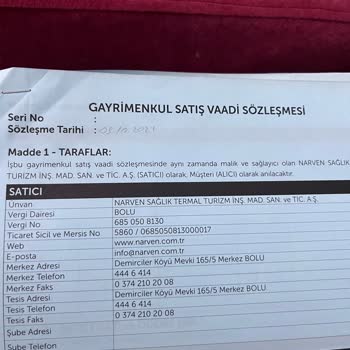 GAYRİMENKUL SATIŞ VAADİ SÖZLEŞMESİ
Seri No :
Sözleşme Tarihi :
Madde 1 - TARAFLAR:
İşbu gayrimenkul satış vaadi sözleşmesinde aynı zamanda malik ve sağlayıcı olan NARVEN SAĞLIK
TURİZM İNŞ. MAD. SAN. ve TİC. A.Ş. (SATICI) olarak, Müşteri (ALICI) olarak anılacaktır.
SATICI
Unvan NARVEN SAĞLIK TERMAL TURİZM İNŞ. MAD. SAN. ve TİC. A.Ş.
Vergi Dairesi BOLU
Vergi No 685 050 8130
Ticaret Sicil ve Mersis No 5860 / 0685050813000017
Web www.narven.com.tr
E-posta info@narven.com.tr
Merkez Adresi Demirciler Köyü Mevki 165/5 Merkez BOLU
Merkez Telefon 444 6 414
Merkez Faks 0 374 210 20 08
Tesis Adresi Demirciler Köyü Mevki 165/5 Merkez BOLU
Tesis Telefon 444 6 414
Tesis Faks 0 374 210 20 08
Şube Adresi
Şube Telefon